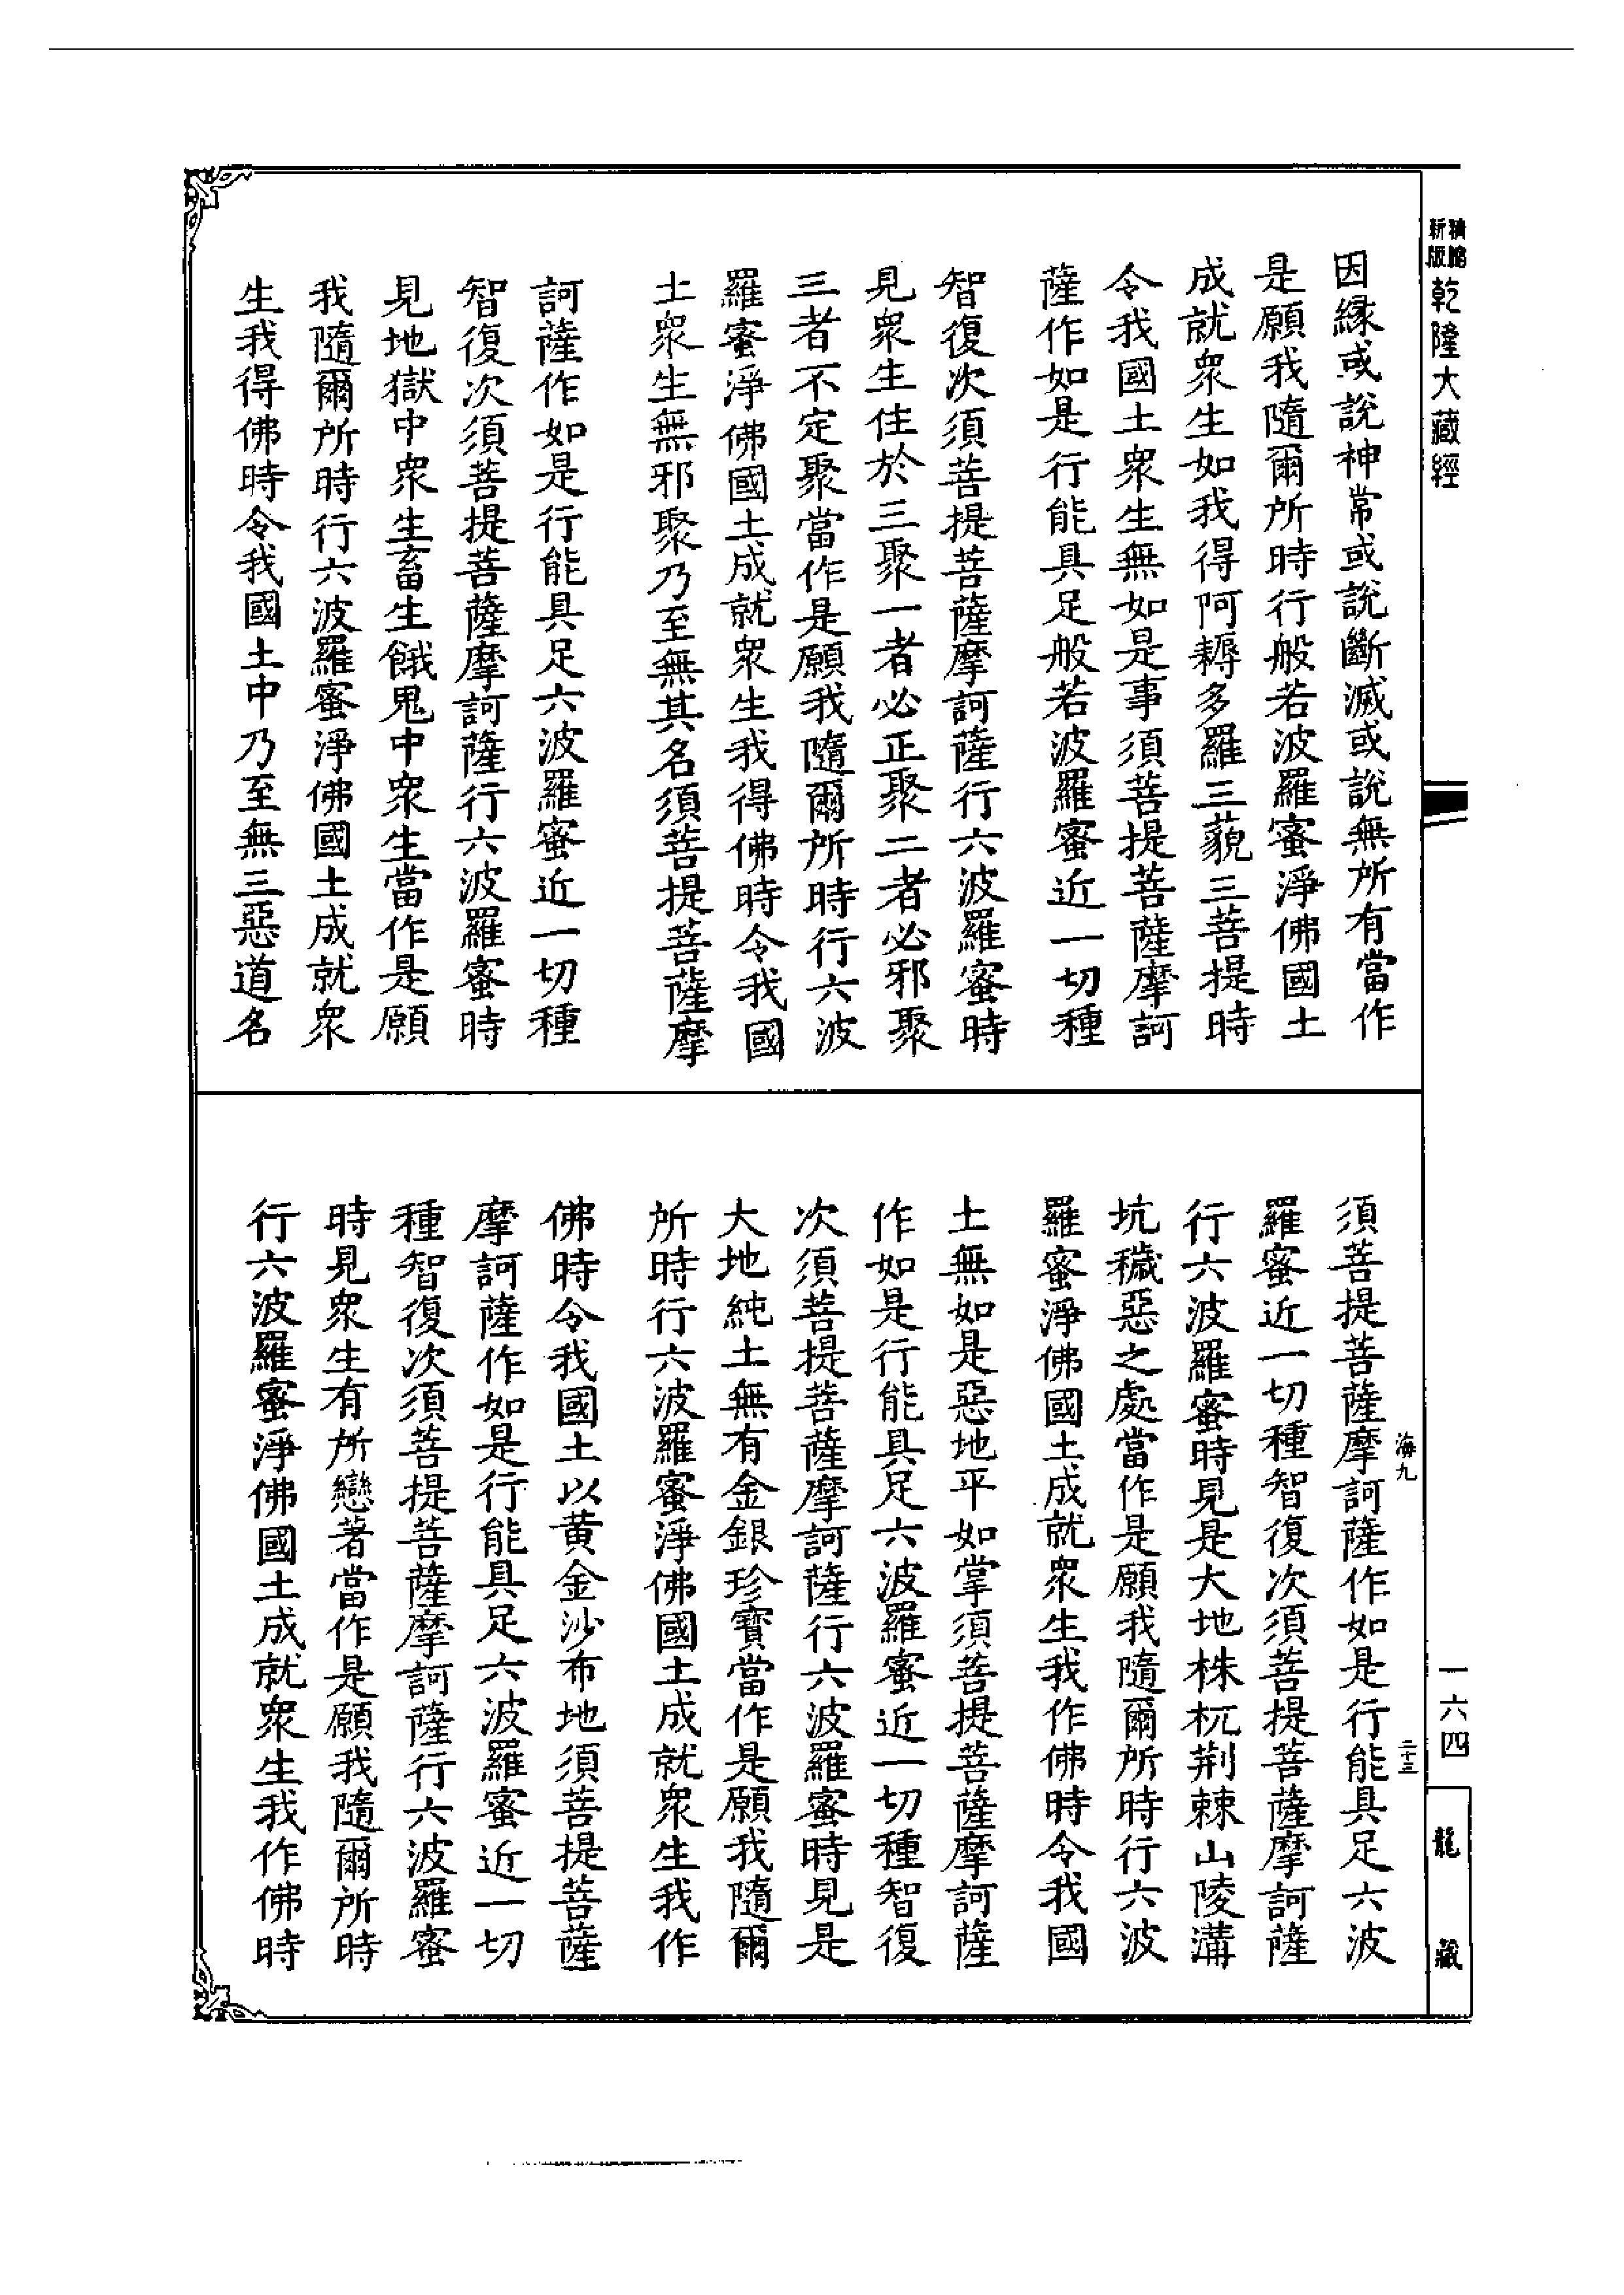 新版
乾隆大藏經
因緣或說神常或說斷滅或說無所有當作
是願我隨爾所時行般若波羅蜜淨佛國土
成就眾生如我得阿耨多羅三藐三菩提時
令我國土眾生無如是事須菩提菩薩摩訶
薩作如是行能具足般若波羅蜜近一切種
智復次須菩提菩薩摩訶薩行六波羅蜜時
見眾生住於三聚一者必正聚二者必邪聚
三者不定聚當作是願我隨爾所時行六波
羅蜜淨佛國土成就眾生我得佛時令我國
土眾生無邪聚乃至無其名須菩提菩薩摩
訶薩作如是行能具足六波羅蜜近一切種
智復次須菩提菩薩摩訶薩行六波羅蜜時
見地獄中眾生畜生餓鬼中眾生當作是願
我隨爾所時行六波羅蜜淨佛國土成就眾
生我得佛時令我國土中乃至無三惡道名
須菩提菩薩摩訶薩作如是行能具足六波
羅蜜近一切種智復次須菩提菩薩摩訶薩
行六波羅蜜時見是大地株杌荆棘山陵溝
坑穢惡之處當作是願我隨爾所時行六波
羅蜜淨佛國土成就眾生我作佛時令我國
土無如是惡地平如掌須菩提菩薩摩訶薩
作如是行能具足六波羅蜜近一切種智復
次須菩提菩薩摩訶薩行六波羅蜜時見是
大地純土無有金銀珍寶當作是願我隨爾
所時行六波羅蜜淨佛國土成就眾生我作
佛時令我國土以黄金沙布地須菩提菩薩
摩訶薩作如是行能具足六波羅蜜近一切
種智復次須菩提菩薩摩訶薩行六波羅蜜
時見眾生有所戀著當作是願我隨爾所時
行六波羅蜜淨佛國土成就眾生我作佛時
海九
二十三
一六四
龍藏